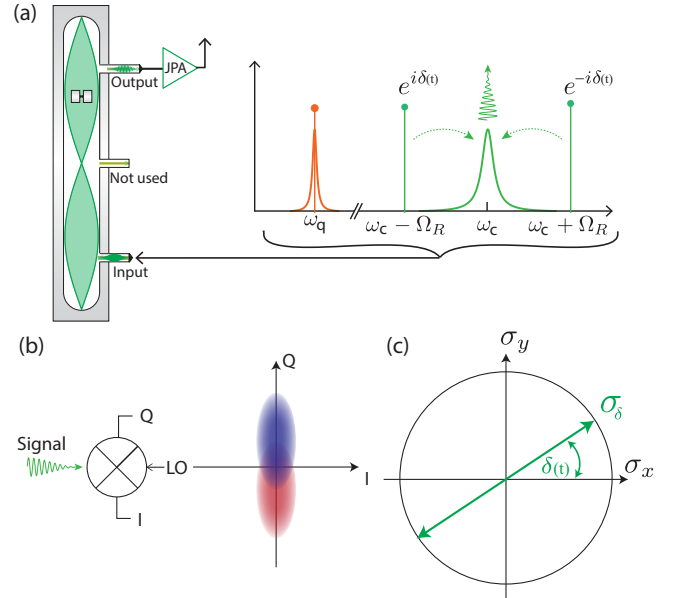 (a)
Output
JPA
Not used
Input
e^{iδ(t)}
e^{-iδ(t)}
ω_q
ω_c − Ω_R
ω_c
ω_c + Ω_R
(b)
Q
Signal
LO
I
Q
I
(c)
σ_y
σ_δ
δ(t)
σ_x